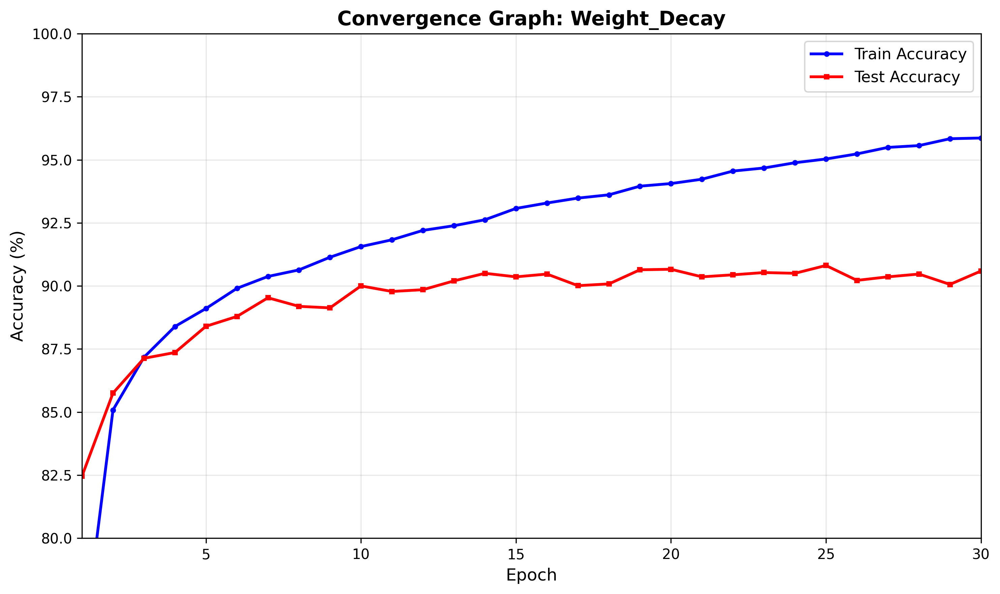 Convergence Graph: Weight_Decay
100.0
97.5
95.0
92.5
90.0
87.5
85.0
82.5
80.0
Accuracy (%)
Train Accuracy
Test Accuracy
5 10 15 20 25 30
Epoch